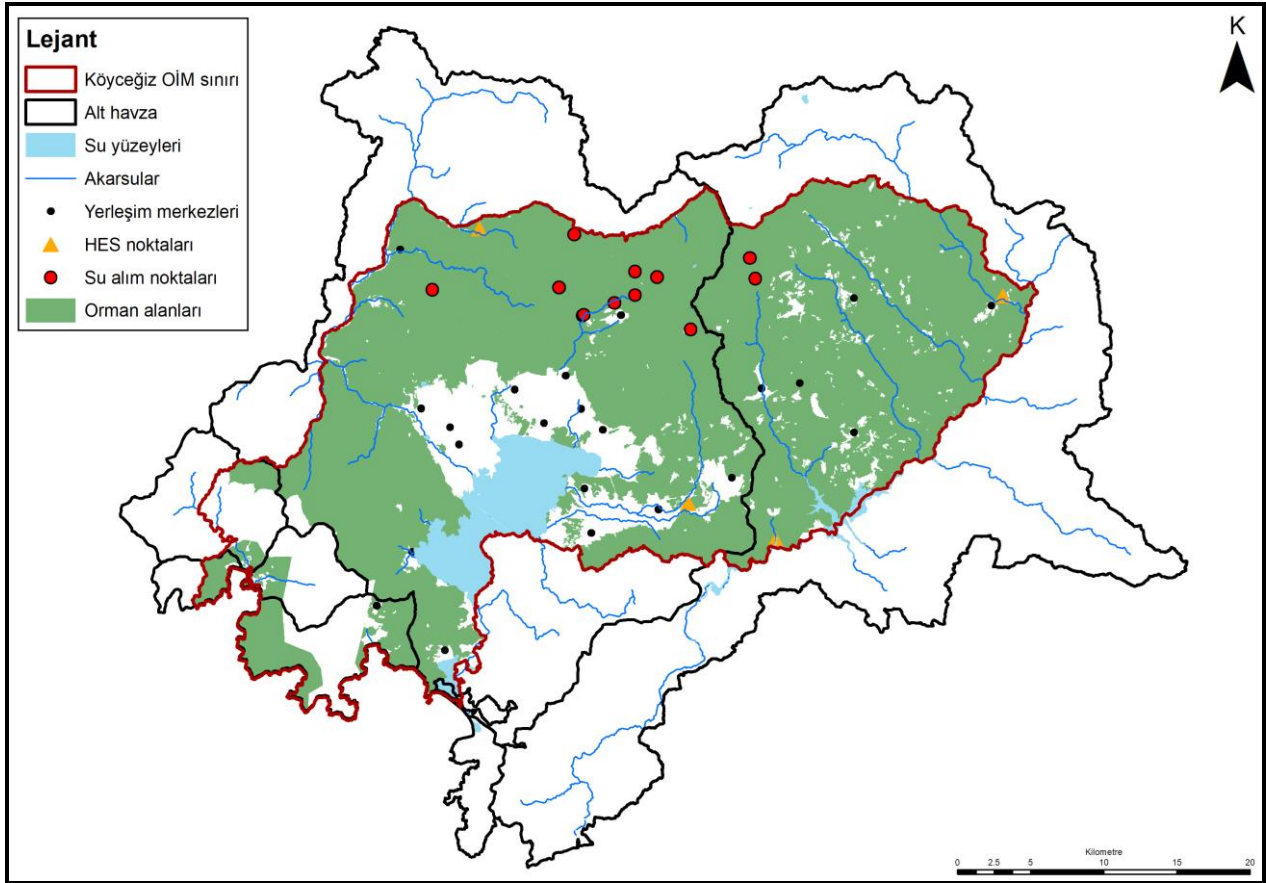 Lejant
Köyceğiz OİM sınırı
Alt havza
Su yüzeyleri
Akarsular
Yerleşim merkezleri
HES noktaları
Su alım noktaları
Orman alanları
K
Kilometre
0 2.5 5 10 15 20